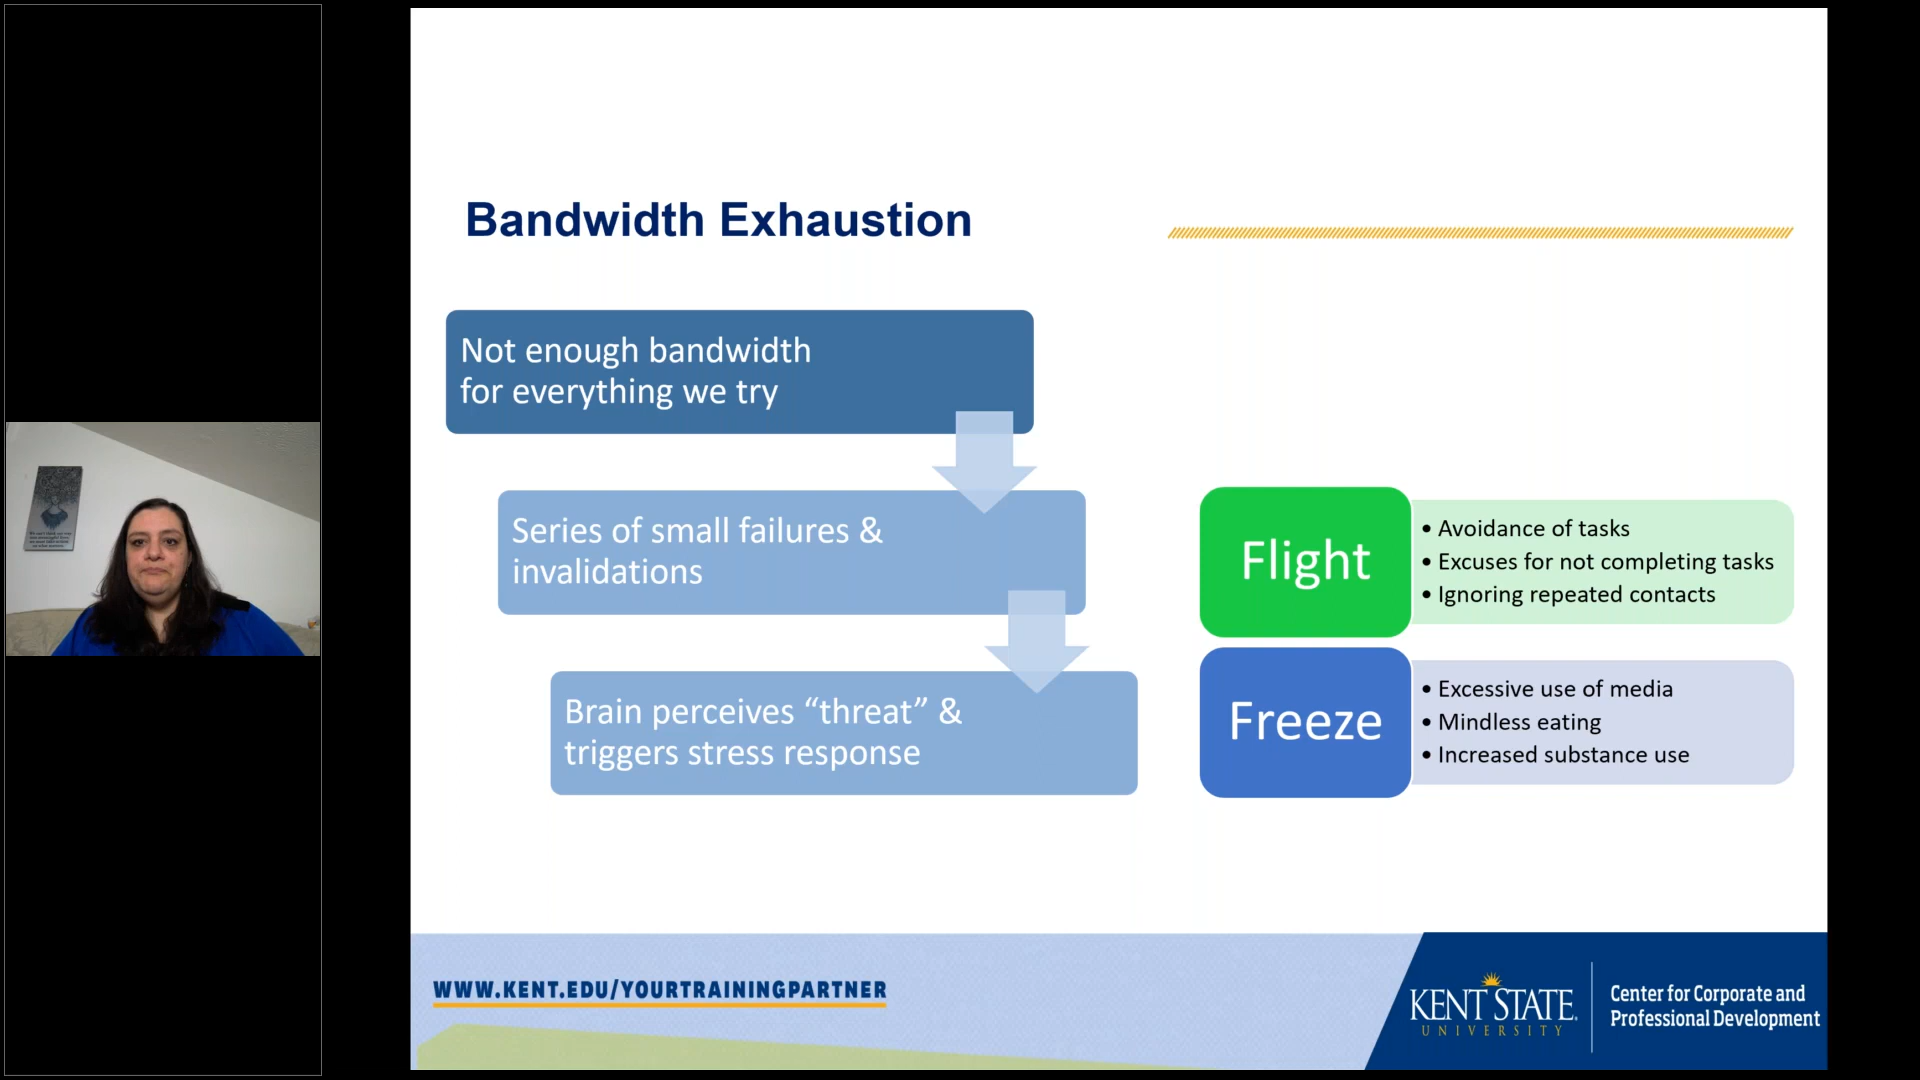 Bandwidth Exhaustion
Not enough bandwidth
for everything we try
Series of small failures &
invalidations
Brain perceives “threat” &
triggers stress response
Flight
• Avoidance of tasks
• Excuses for not completing tasks
• Ignoring repeated contacts
Freeze
• Excessive use of media
• Mindless eating
• Increased substance use
WWW.KENT.EDU/YOURTRAININGPARTNER
KENT STATE
UNIVERSITY
Center for Corporate and
Professional Development